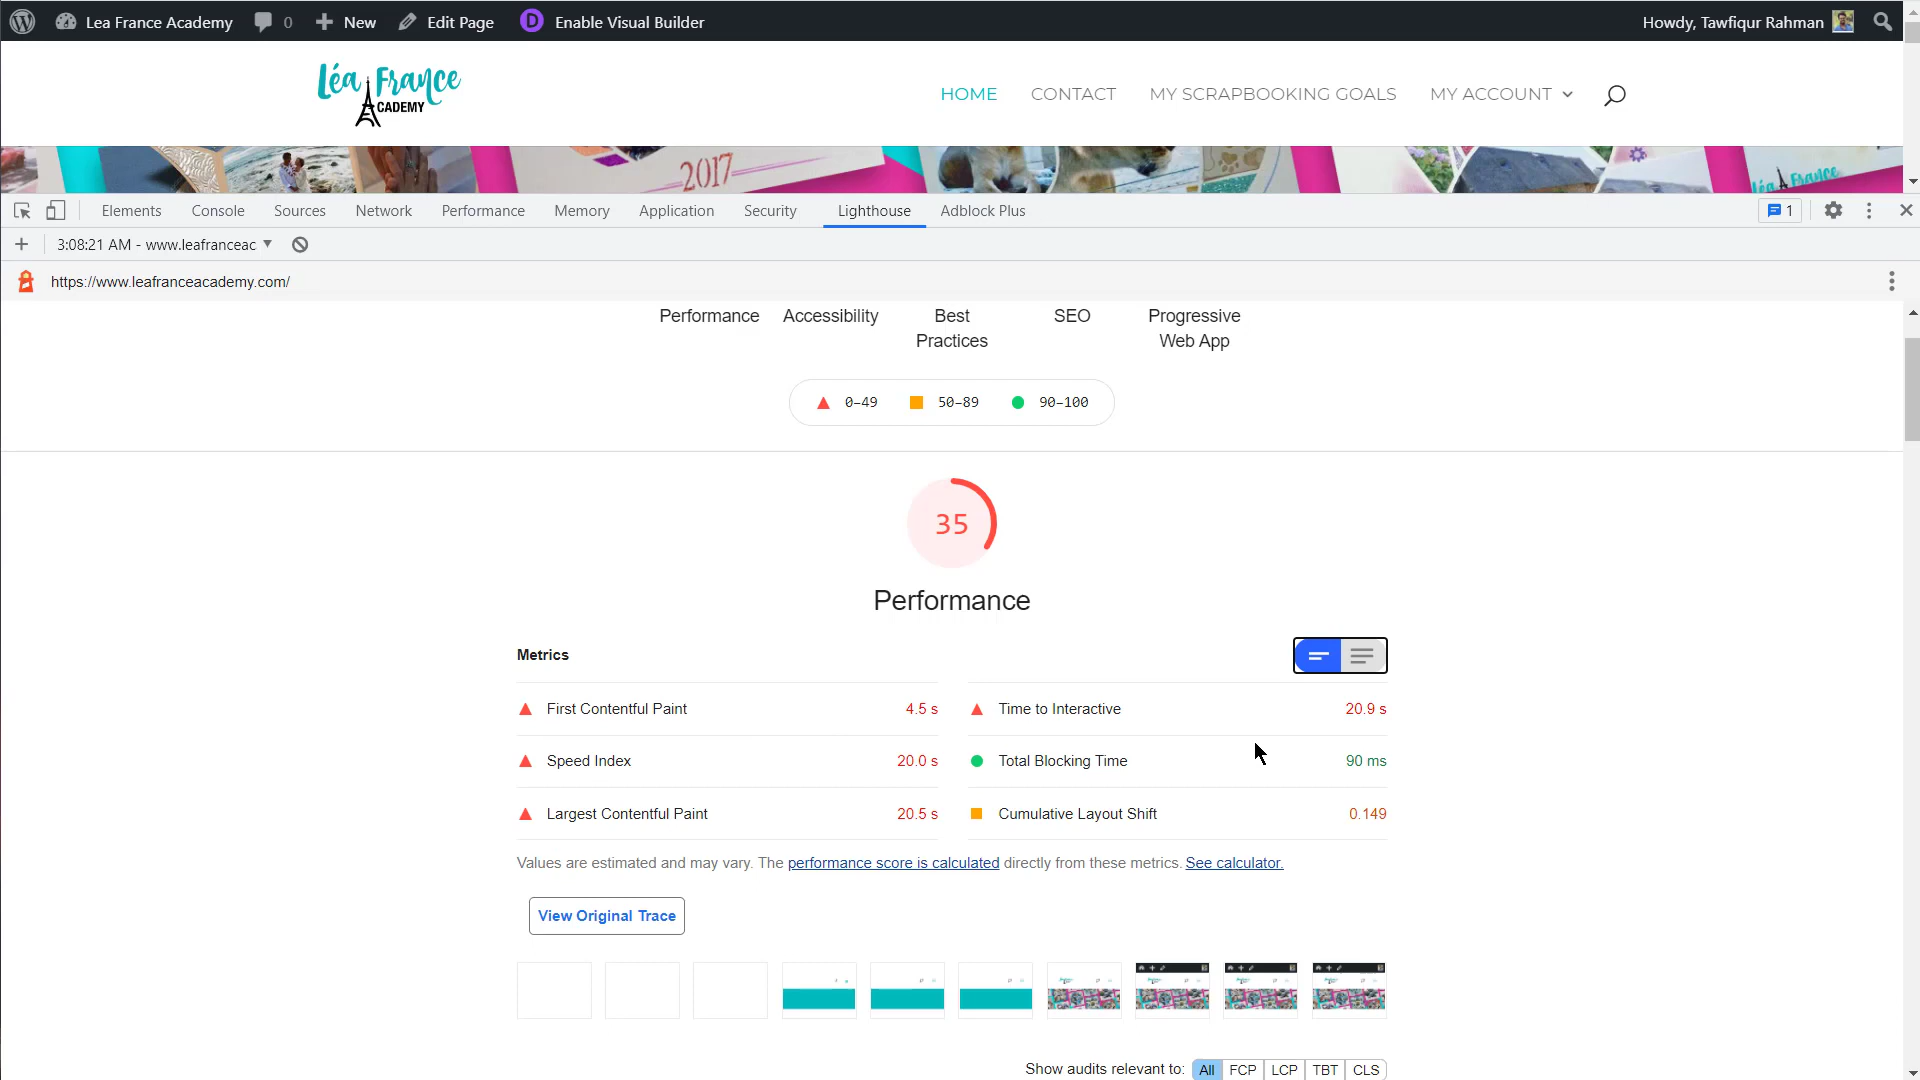 Lea France Academy 0 New Edit Page Enable Visual Builder Howdy, Tawfiqur Rahman
Léa France
CADEMY
HOME CONTACT MY SCRAPBOOKING GOALS MY ACCOUNT
2017
Léa France
Elements Console Sources Network Performance Memory Application Security Lighthouse Adblock Plus 1
3:08:21 AM - www.leafranceac
https://www.leafranceacademy.com/
Performance Accessibility Best Practices SEO Progressive Web App
0–49 50–89 90–100
35
Performance
Metrics
First Contentful Paint 4.5 s Time to Interactive 20.9 s
Speed Index 20.0 s Total Blocking Time 90 ms
Largest Contentful Paint 20.5 s Cumulative Layout Shift 0.149
Values are estimated and may vary. The performance score is calculated directly from these metrics. See calculator.
View Original Trace
Show audits relevant to: All FCP LCP TBT CLS